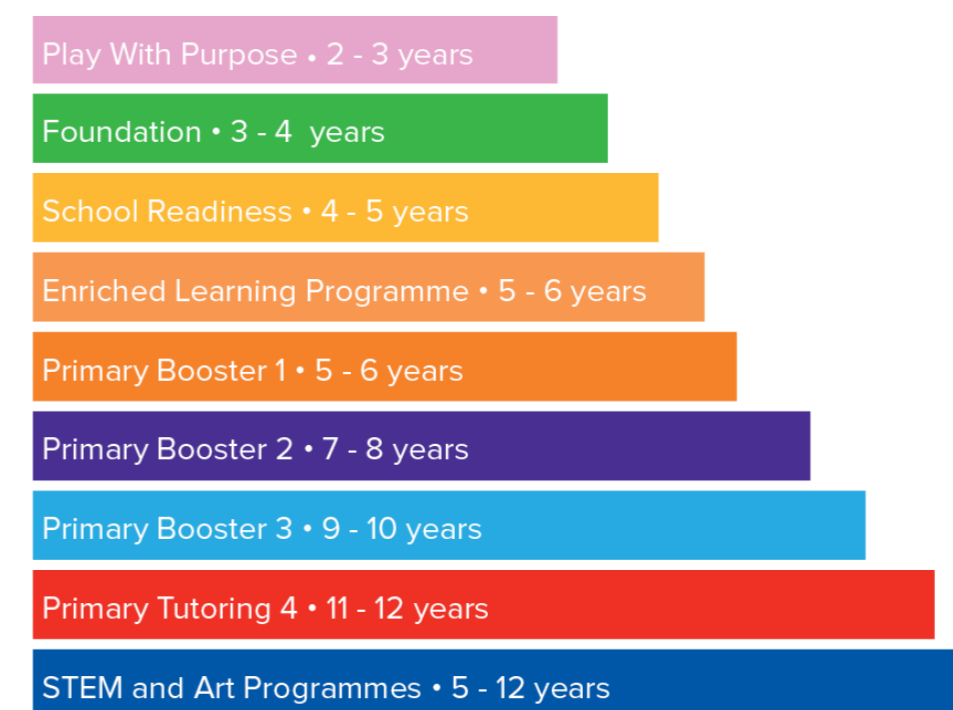 Play With Purpose • 2 - 3 years
Foundation • 3 - 4  years
School Readiness • 4 - 5 years
Enriched Learning Programme • 5 - 6 years
Primary Booster 1 • 5 - 6 years
Primary Booster 2 • 7 - 8 years
Primary Booster 3 • 9 - 10 years
Primary Tutoring 4 • 11 - 12 years
STEM and Art Programmes • 5 - 12 years